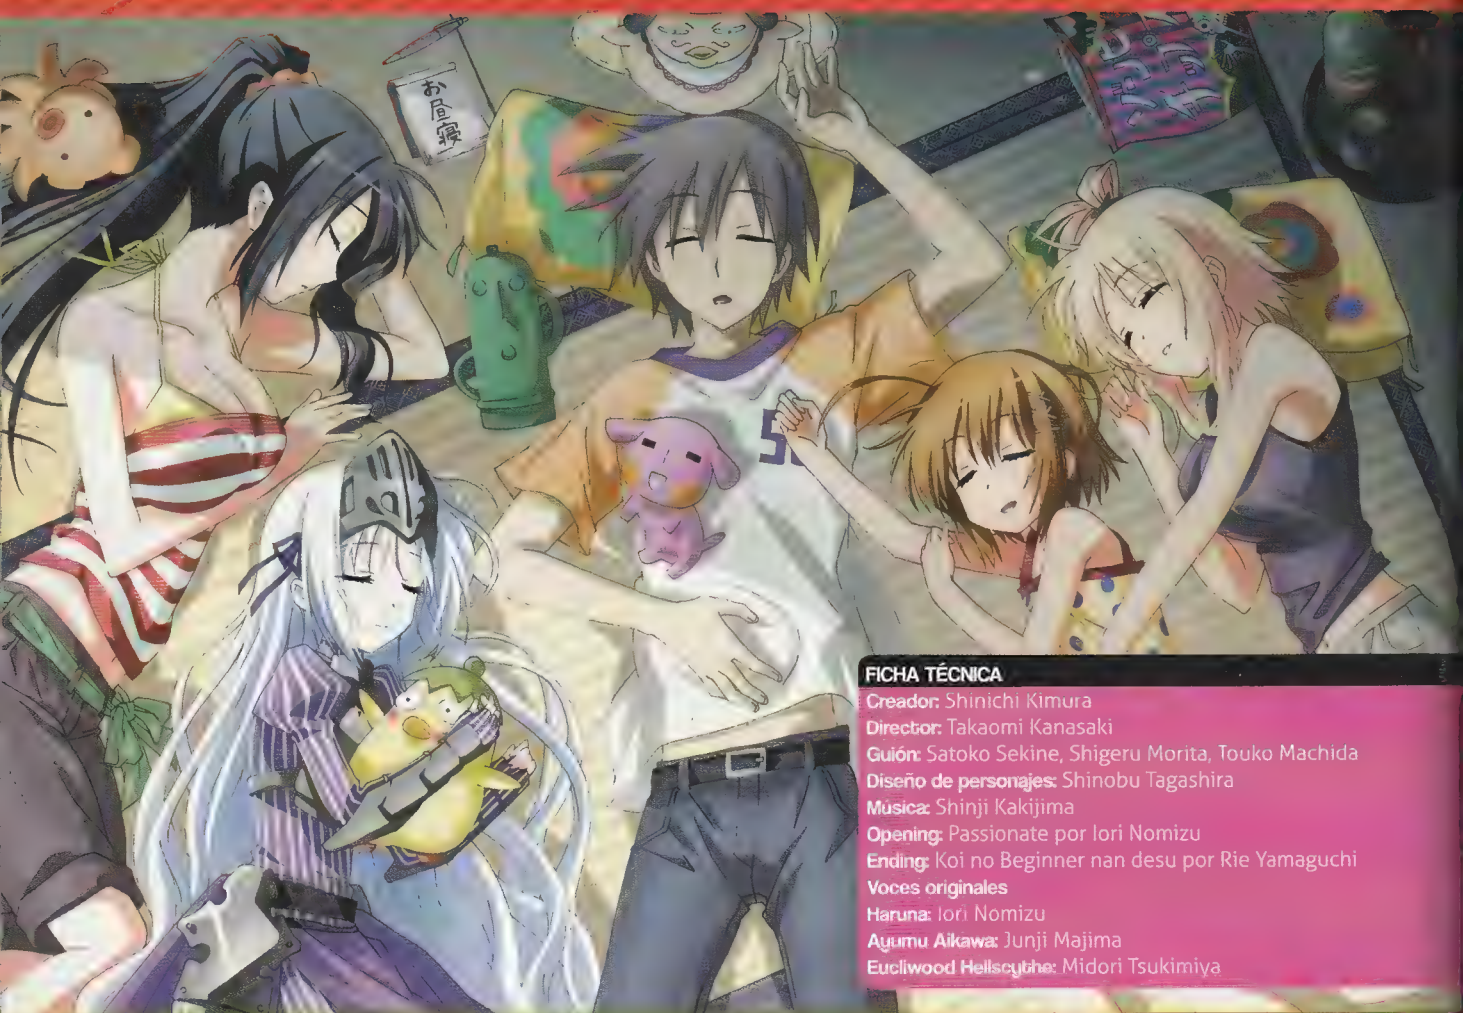 お昼寝
5
FICHA TÉCNICA
Creador: Shinichi Kimura
Director: Takaomi Kanasaki
Guión: Satoko Sekine, Shigeru Morita, Touko Machida
Diseño de personajes: Shinobu Tagashira
Música: Shinji Kakijima
Opening: Passionate por Iori Nomizu
Ending: Koi no Beginner nan desu por Rie Yamaguchi
Voces originales
Haruna: Iori Nomizu
Ayumu Aikawa: Junji Majima
Eucliwood Hellscythe: Midori Tsukimiya